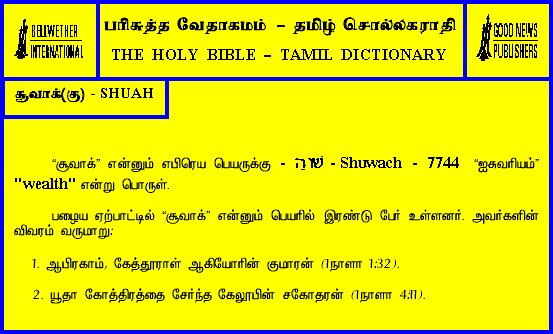 BELLWETHER
INTERNATIONAL
பரிசுத்த வேதாகமம் – தமிழ் சொல்லகராதி
THE HOLY BIBLE – TAMIL DICTIONARY
GOOD NEWS
PUBLISHERS
சூவாக்(கு) - SHUAH
“சூவாக்” என்னும் எபிரெய பெயருக்கு - שׁוּחַ - Shuwach - 7744 “ஐசுவரியம்”
"wealth" என்று பொருள்.
பழைய ஏற்பாட்டில் “சூவாக்” என்னும் பெயரில் இரண்டு பேர் உள்ளனர். அவர்களின்
விவரம் வருமாறு:
1. ஆபிரகாம், கேத்தூராள் ஆகியோரின் குமாரன் (1நாளா 1:32).
2. யூதா கோத்திரத்தை சேர்ந்த கேலூபின் சகோதரன் (1நாளா 4:11).